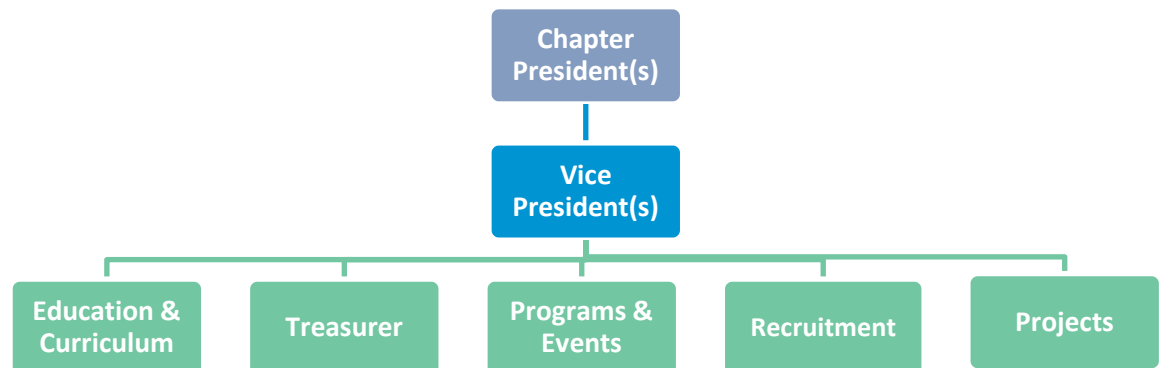 Chapter
President(s)
Vice
President(s)
Education &
Curriculum
Treasurer
Programs &
Events
Recruitment
Projects